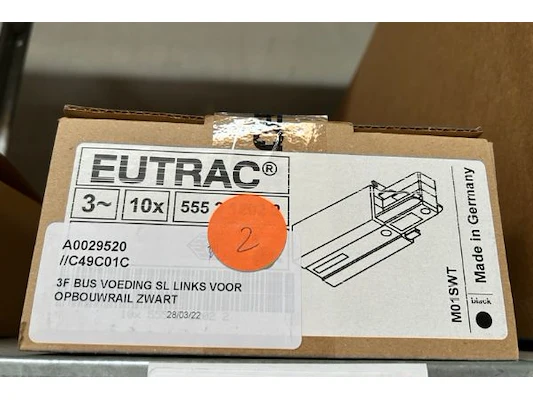 EUTRAC®
3~ 10x 555
2
A0029520
//C49C01C
3F BUS VOEDING SL LINKS VOOR
OPBOUWRAIL ZWART
28/03/22
M01SWT
black
Made in Germany